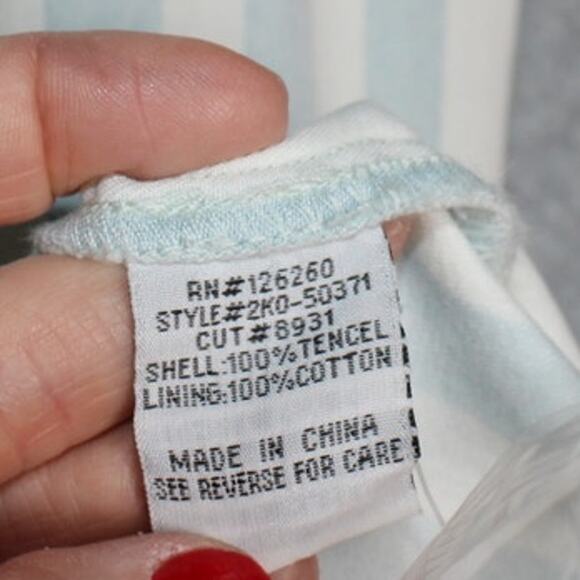 RN#126260
STYLE#2K0-50371
CUT#8931
SHELL:100%TENCEL
LINING:100%COTTON
MADE IN CHINA
SEE REVERSE FOR CARE